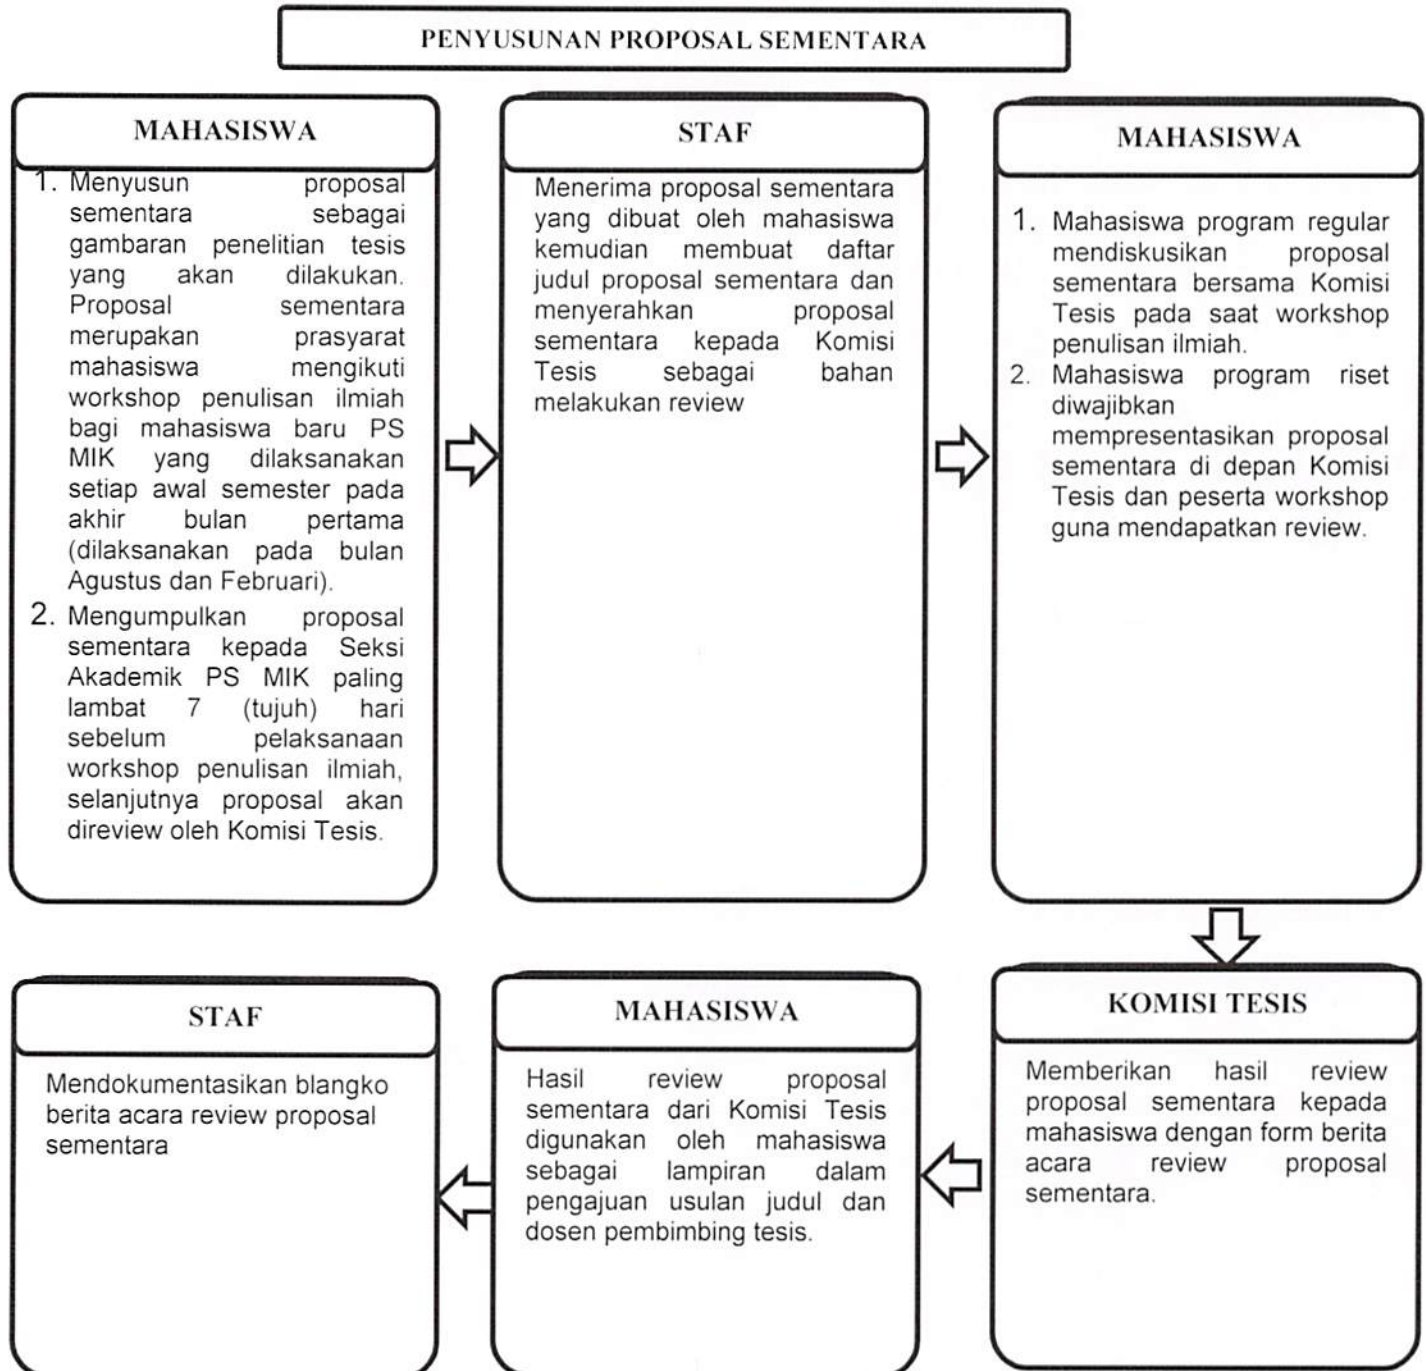 PENYUSUNAN PROPOSAL SEMENTARA
MAHASISWA
1. Menyusun proposal
sementara sebagai
gambaran penelitian tesis
yang akan dilakukan.
Proposal sementara
merupakan prasyarat
mahasiswa mengikuti
workshop penulisan ilmiah
bagi mahasiswa baru PS
MIK yang dilaksanakan
setiap awal semester pada
akhir bulan pertama
(dilaksanakan pada bulan
Agustus dan Februari).
2. Mengumpulkan proposal
sementara kepada Seksi
Akademik PS MIK paling
lambat 7 (tujuh) hari
sebelum pelaksanaan
workshop penulisan ilmiah,
selanjutnya proposal akan
direview oleh Komisi Tesis.
STAF
Menerima proposal sementara
yang dibuat oleh mahasiswa
kemudian membuat daftar
judul proposal sementara dan
menyerahkan proposal
sementara kepada Komisi
Tesis sebagai bahan
melakukan review
MAHASISWA
1. Mahasiswa program regular
mendiskusikan proposal
sementara bersama Komisi
Tesis pada saat workshop
penulisan ilmiah.
2. Mahasiswa program riset
diwajibkan
mempresentasikan proposal
sementara di depan Komisi
Tesis dan peserta workshop
guna mendapatkan review.
KOMISI TESIS
Memberikan hasil review
proposal sementara kepada
mahasiswa dengan form berita
acara review proposal
sementara.
MAHASISWA
Hasil review proposal
sementara dari Komisi Tesis
digunakan oleh mahasiswa
sebagai lampiran dalam
pengajuan usulan judul dan
dosen pembimbing tesis.
STAF
Mendokumentasikan blangko
berita acara review proposal
sementara